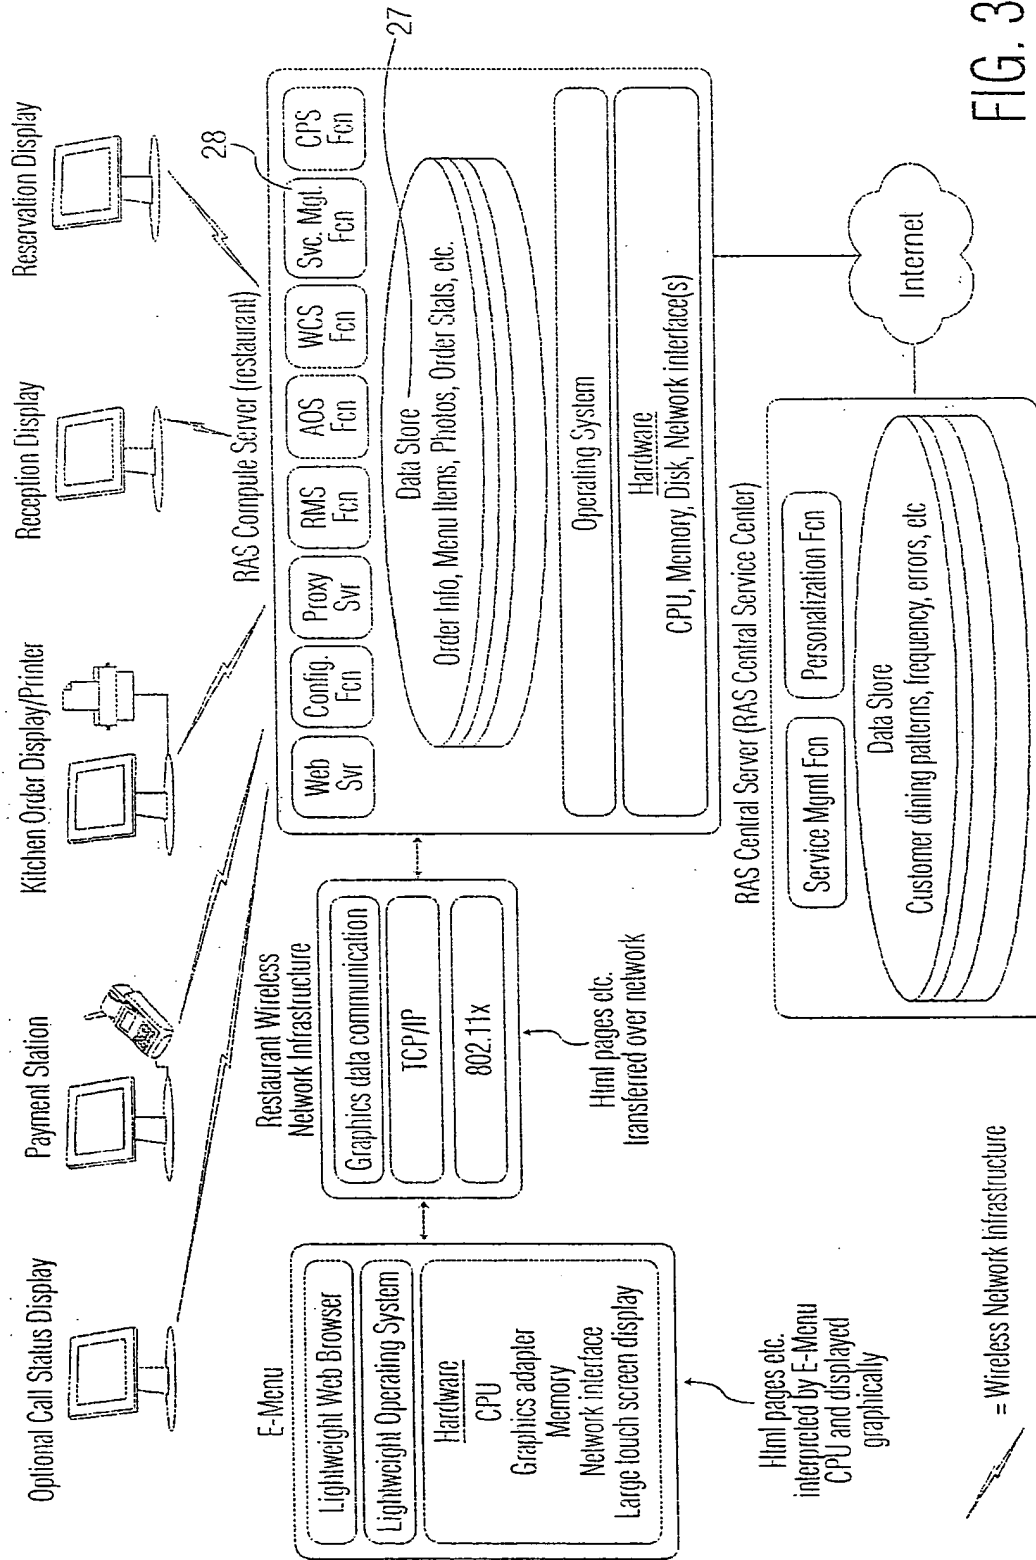 Optional Call Status Display
Payment Station
Kitchen Order Display/Printer
Reception Display
Reservation Display
E-Menu
Lightweight Web Browser
Lightweight Operating System
Hardware
CPU
Graphics adapter
Memory
Network interface
Large touch screen display
Html pages etc.
interpreted by E-Menu
CPU and displayed
graphically
Restaurant Wireless
Network Infrastructure
Graphics data communication
TCP/IP
802.11x
Html pages etc.
transferred over network
RAS Compute Server (restaurant)
Web
Svr
Config.
Fcn
Proxy
Svr
RMS
Fcn
AOS
Fcn
WCS
Fcn
Svc. Mgt.
Fcn
CPS
Fcn
28
27
Data Store
Order Info, Menu Items, Photos, Order Stats, etc.
Operating System
Hardware
CPU, Memory, Disk, Network interface(s)
RAS Central Server (RAS Central Service Center)
Service Mgmt Fcn
Personalization Fcn
Data Store
Customer dining patterns, frequency, errors, etc
Internet
= Wireless Network Infrastructure
FIG. 3